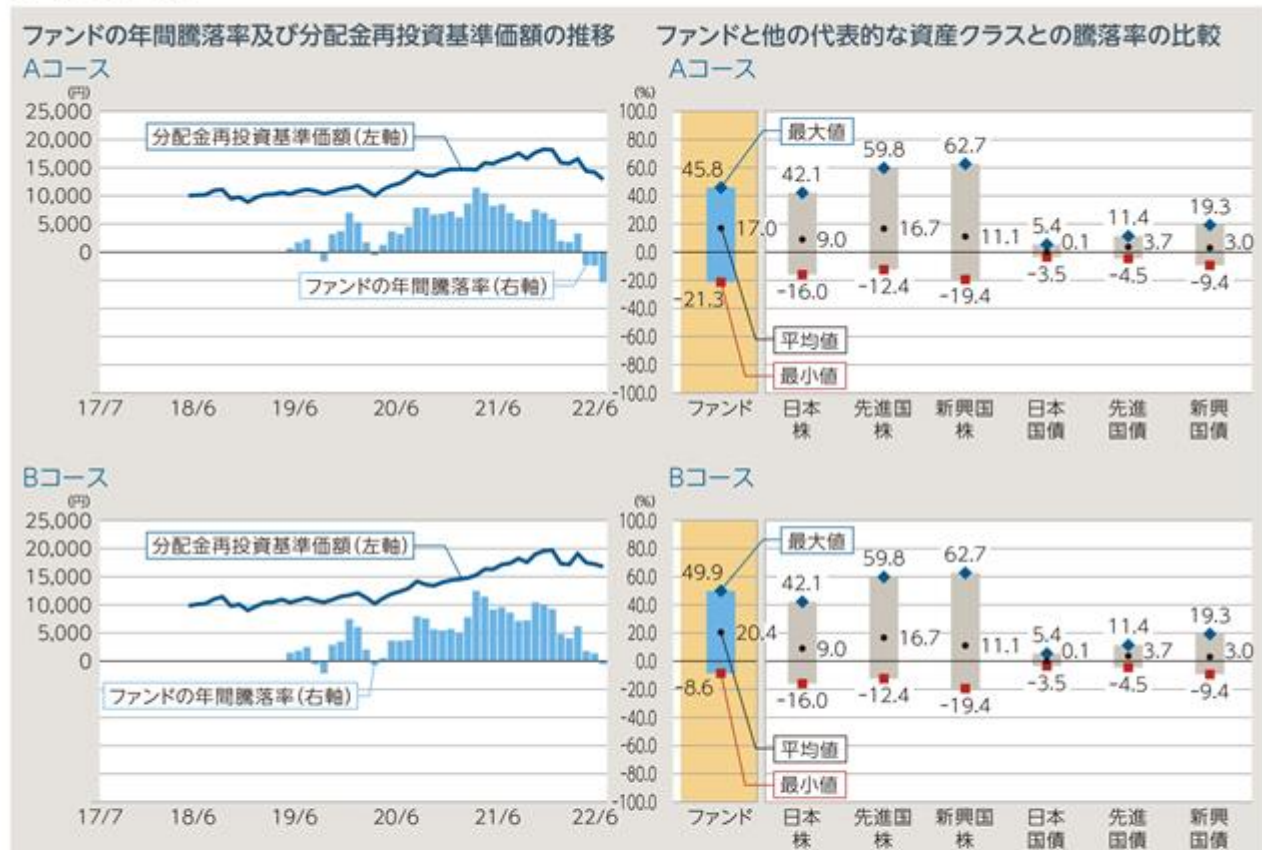 ファンドの年間騰落率及び分配金再投資基準価額の推移
Aコース
(円)
25,000
20,000
15,000
10,000
5,000
0
分配金再投資基準価額(左軸)
ファンドの年間騰落率(右軸)
(%)
100.0
80.0
60.0
40.0
20.0
0.0
-20.0
-40.0
-60.0
-80.0
-100.0
17/7 18/6 19/6 20/6 21/6 22/6
ファンドと他の代表的な資産クラスとの騰落率の比較
Aコース
最大値
平均値
最小値
45.8 42.1 59.8 62.7 5.4 11.4 19.3
17.0 9.0 16.7 11.1 0.1 3.7 3.0
-21.3 -16.0 -12.4 -19.4 -3.5 -4.5 -9.4
ファンド 日本 先進国 新興国 日本 先進 新興
株 株 株 国債 国債 国債
Bコース
(円)
25,000
20,000
15,000
10,000
5,000
0
分配金再投資基準価額(左軸)
ファンドの年間騰落率(右軸)
(%)
100.0
80.0
60.0
40.0
20.0
0.0
-20.0
-40.0
-60.0
-80.0
-100.0
17/7 18/6 19/6 20/6 21/6 22/6
Bコース
最大値
平均値
最小値
49.9 42.1 59.8 62.7 5.4 11.4 19.3
20.4 9.0 16.7 11.1 0.1 3.7 3.0
-8.6 -16.0 -12.4 -19.4 -3.5 -4.5 -9.4
ファンド 日本 先進国 新興国 日本 先進 新興
株 株 株 国債 国債 国債